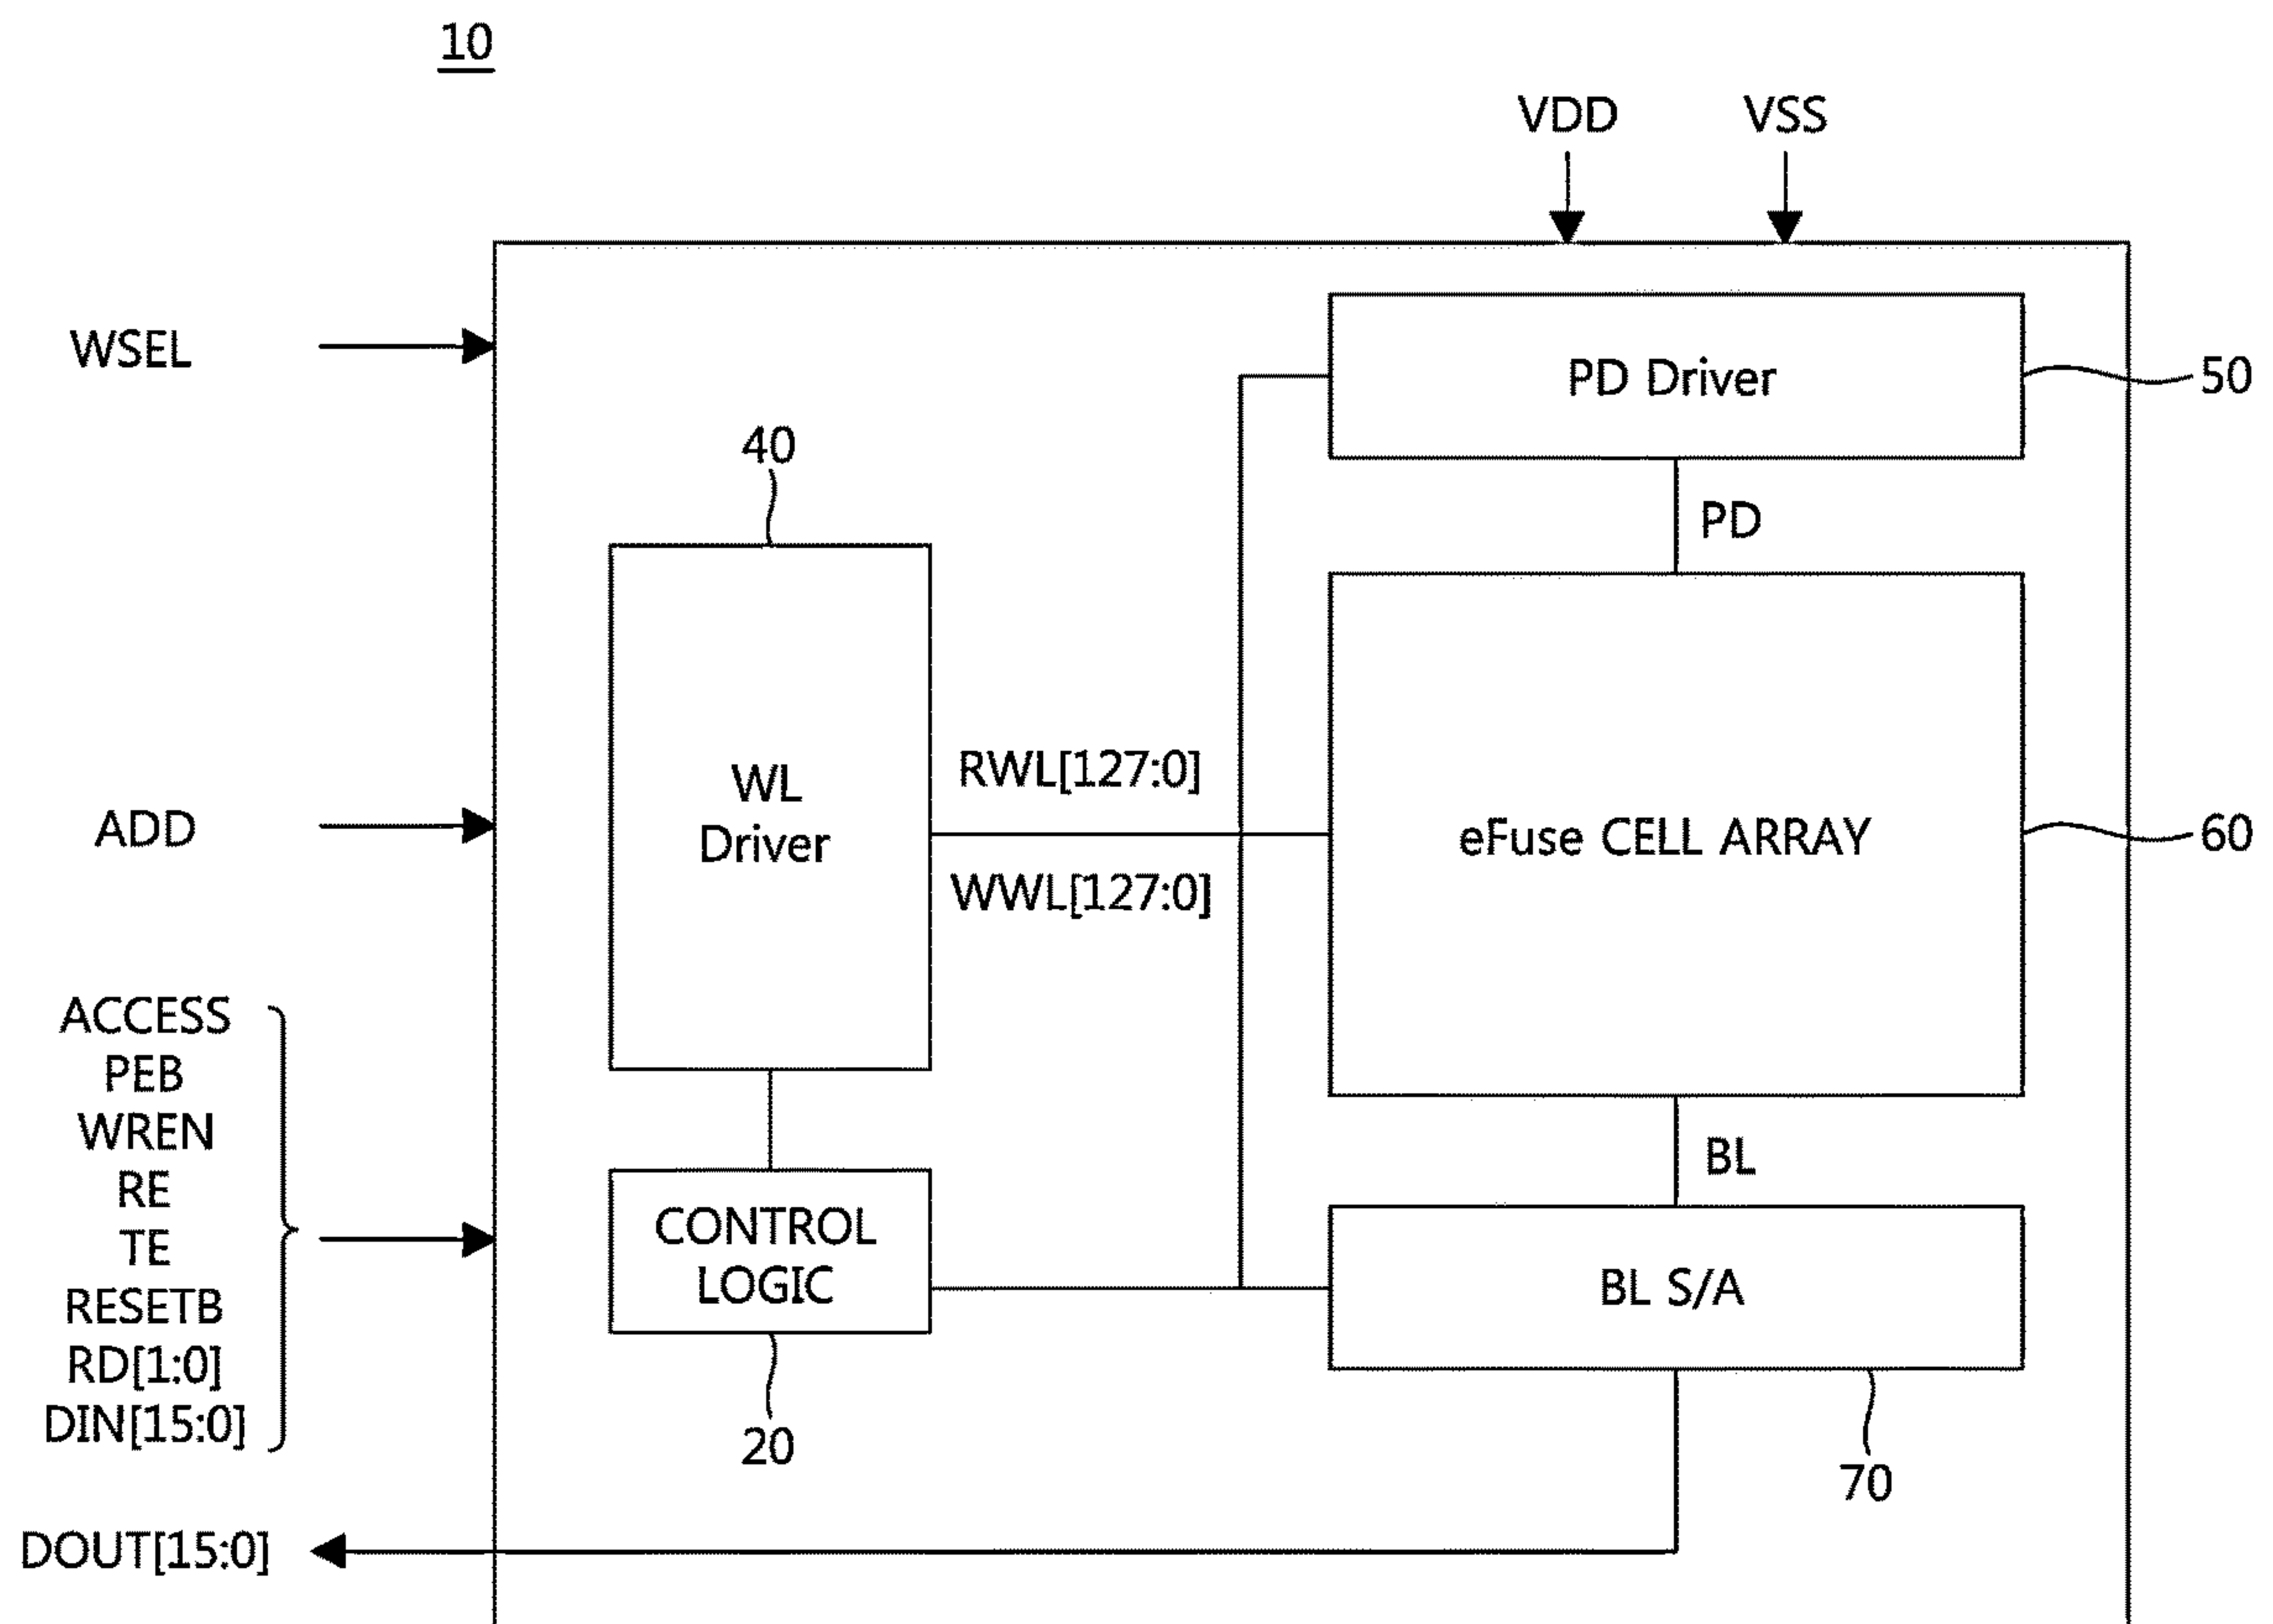 10
VDD
VSS
WSEL
PD Driver
50
40
PD
WL
Driver
RWL[127:0]
WWL[127:0]
eFuse CELL ARRAY
60
ADD
ACCESS
PEB
WREN
RE
TE
RESETB
RD[1:0]
DIN[15:0]
BL
CONTROL
LOGIC
BL S/A
20
70
DOUT[15:0]